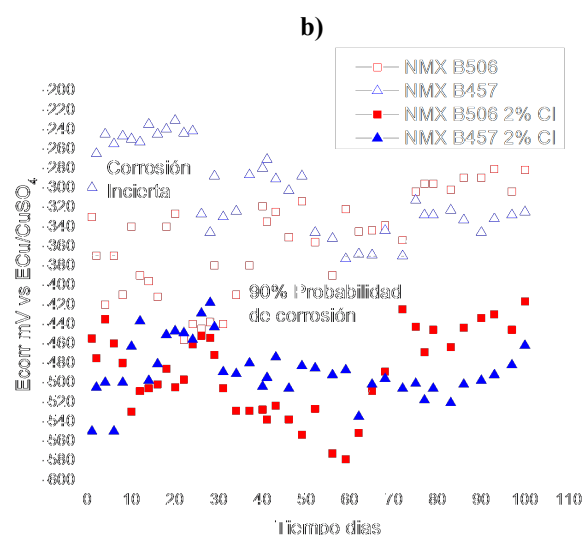 b)
NMX B506
NMX B457
NMX B506 2% Cl
NMX B457 2% Cl
-200
-220
-240
-260
-280
-300
-320
-340
-360
-380
-400
-420
-440
-460
-480
-500
-520
-540
-560
-580
-600
Ecorr mV vs ECu/CuSO4
Corrosión
Incierta
90% Probabilidad
de corrosión
0 10 20 30 40 50 60 70 80 90 100 110
Tiempo dias